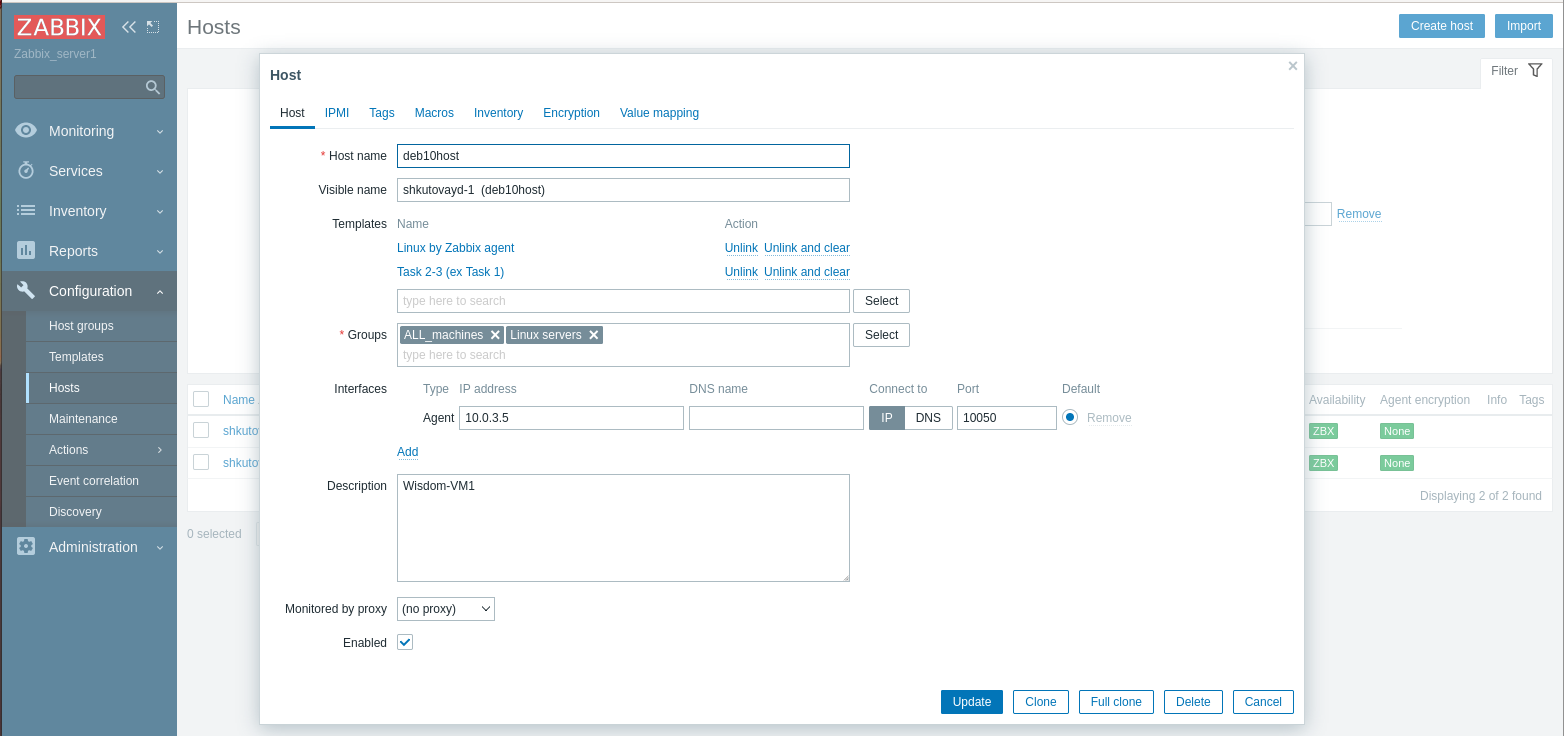 ZABBIX
Zabbix_server1
Monitoring
Services
Inventory
Reports
Configuration
Host groups
Templates
Hosts
Maintenance
Actions
Event correlation
Discovery
Administration
Hosts
Create host Import
Filter
Remove
Host
Host IPMI Tags Macros Inventory Encryption Value mapping
* Host name deb10host
Visible name shkutovayd-1 (deb10host)
Templates Name Action
Linux by Zabbix agent Unlink Unlink and clear
Task 2-3 (ex Task 1) Unlink Unlink and clear
type here to search Select
* Groups ALL_machines Linux servers Select
type here to search
Interfaces Type IP address DNS name Connect to Port Default
Agent 10.0.3.5 IP DNS 10050 Remove
Add
Description Wisdom-VM1
Monitored by proxy (no proxy)
Enabled
Update Clone Full clone Delete Cancel
Name Availability Agent encryption Info Tags
ZBX None
ZBX None
Displaying 2 of 2 found
0 selected